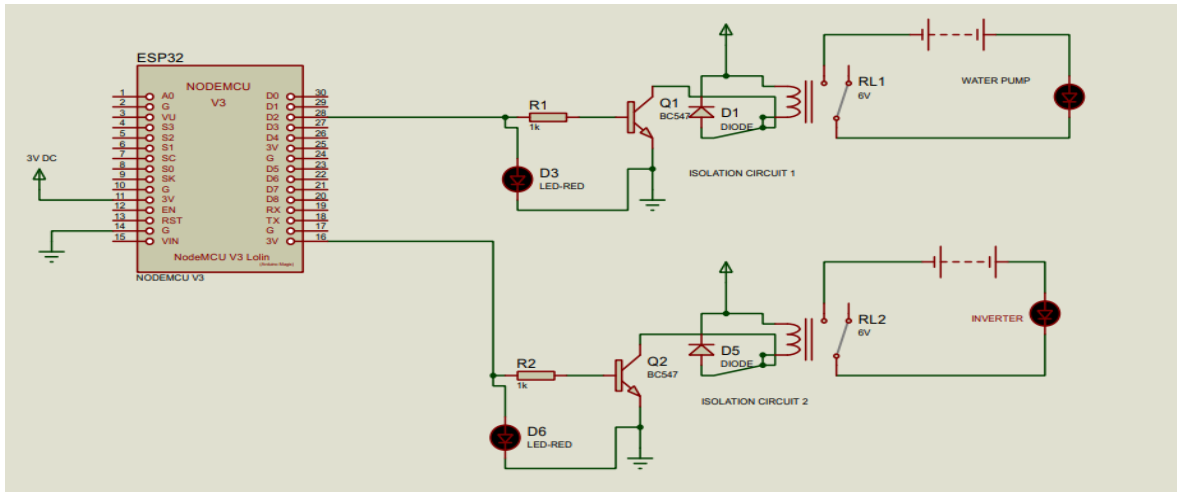 ESP32
NODEMCU
V3
1 A0
2 G
3 VU
4 S3
5 S2
6 S1
7 SC
8 S0
9 SK
10 G
11 3V
12 EN
13 RST
14 G
15 VIN
D0 30
D1 29
D2 28
D3 27
D4 26
3V 25
G 24
D5 23
D6 22
D7 21
D8 20
RX 19
TX 18
G 17
3V 16
NodeMCU V3 Lolin
NODEMCU V3
3V DC
R1
1k
D3
LED-RED
Q1
BC547
D1
DIODE
RL1
6V
WATER PUMP
ISOLATION CIRCUIT 1
R2
1k
D6
LED-RED
Q2
BC547
D5
DIODE
RL2
6V
INVERTER
ISOLATION CIRCUIT 2